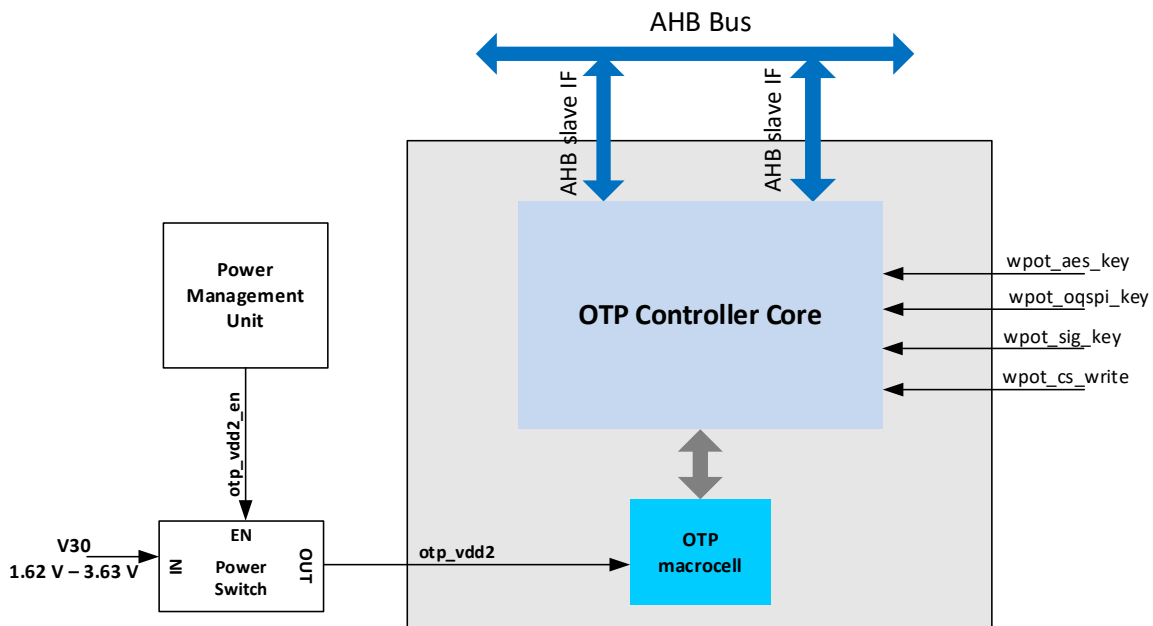 AHB Bus
AHB slave IF
AHB slave IF
Power
Management
Unit
OTP Controller Core
wpot_aes_key
wpot_oqspi_key
wpot_sig_key
wpot_cs_write
otp_vdd2_en
V30
1.62 V – 3.63 V
IN
EN
Power
Switch
OUT
otp_vdd2
OTP
macrocell